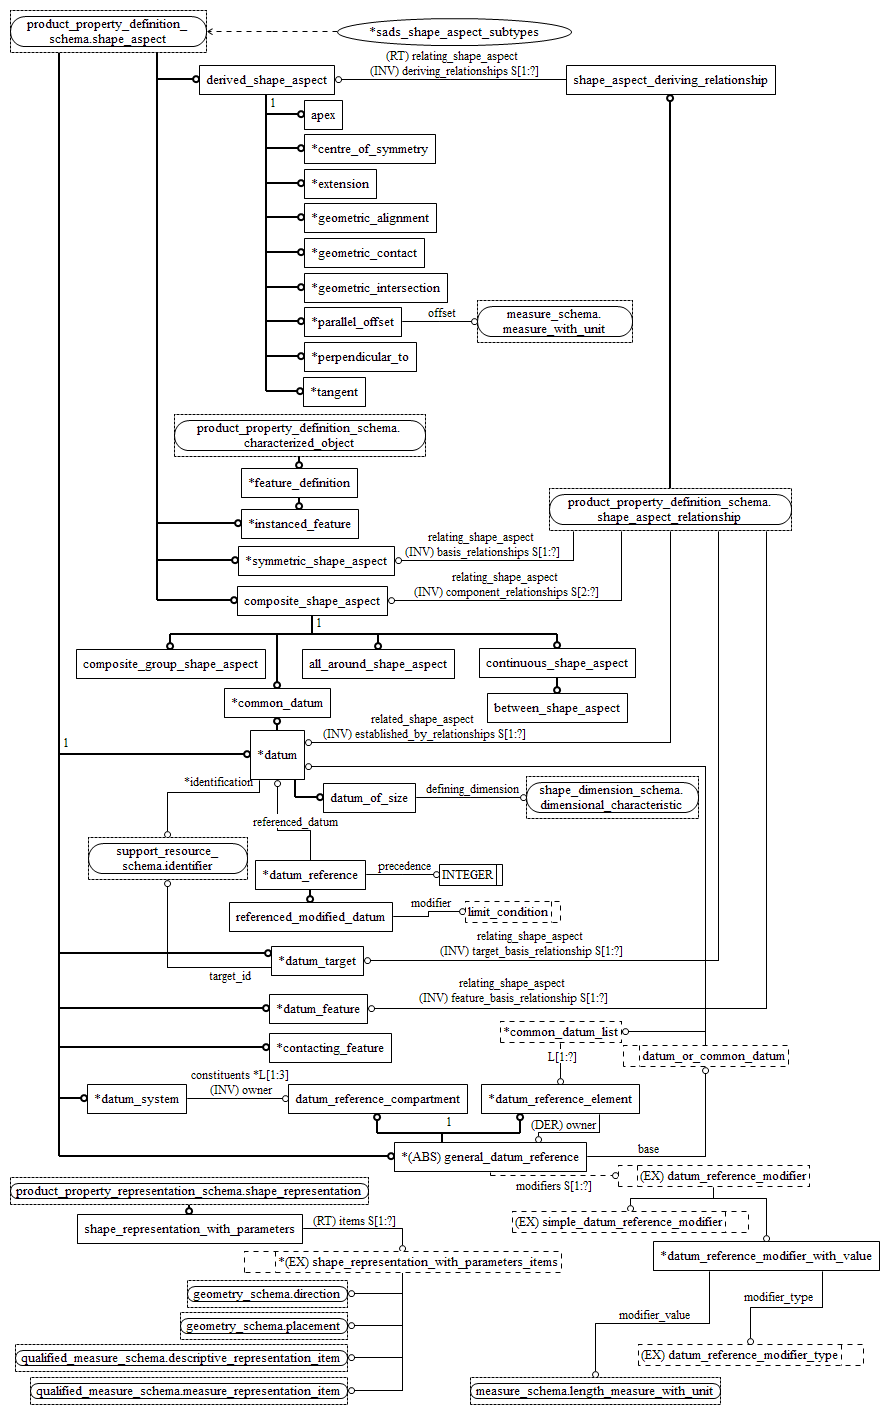 product_property_definition_
schema.shape_aspect
*sads_shape_aspect_subtypes
(RT) relating_shape_aspect
(INV) deriving_relationships S[1:?]
derived_shape_aspect
shape_aspect_deriving_relationship
1
apex
*centre_of_symmetry
*extension
*geometric_alignment
*geometric_contact
*geometric_intersection
*parallel_offset
offset
measure_schema.
measure_with_unit
*perpendicular_to
*tangent
product_property_definition_schema.
characterized_object
*feature_definition
*instanced_feature
product_property_definition_schema.
shape_aspect_relationship
relating_shape_aspect
(INV) basis_relationships S[1:?]
*symmetric_shape_aspect
relating_shape_aspect
(INV) component_relationships S[2:?]
composite_shape_aspect
1
composite_group_shape_aspect
all_around_shape_aspect
continuous_shape_aspect
*common_datum
between_shape_aspect
related_shape_aspect
(INV) established_by_relationships S[1:?]
1
*datum
*identification
datum_of_size
defining_dimension
shape_dimension_schema.
dimensional_characteristic
referenced_datum
support_resource_
schema.identifier
*datum_reference
precedence
INTEGER
referenced_modified_datum
modifier
limit_condition
relating_shape_aspect
(INV) target_basis_relationship S[1:?]
*datum_target
target_id
relating_shape_aspect
(INV) feature_basis_relationship S[1:?]
*datum_feature
*common_datum_list
*contacting_feature
L[1:?]
datum_or_common_datum
constituents *L[1:3]
(INV) owner
*datum_system
datum_reference_compartment
*datum_reference_element
1
(DER) owner
*(ABS) general_datum_reference
base
modifiers S[1:?]
(EX) datum_reference_modifier
product_property_representation_schema.shape_representation
shape_representation_with_parameters
(RT) items S[1:?]
(EX) simple_datum_reference_modifier
*(EX) shape_representation_with_parameters_items
*datum_reference_modifier_with_value
geometry_schema.direction
modifier_type
modifier_value
geometry_schema.placement
qualified_measure_schema.descriptive_representation_item
(EX) datum_reference_modifier_type
qualified_measure_schema.measure_representation_item
measure_schema.length_measure_with_unit